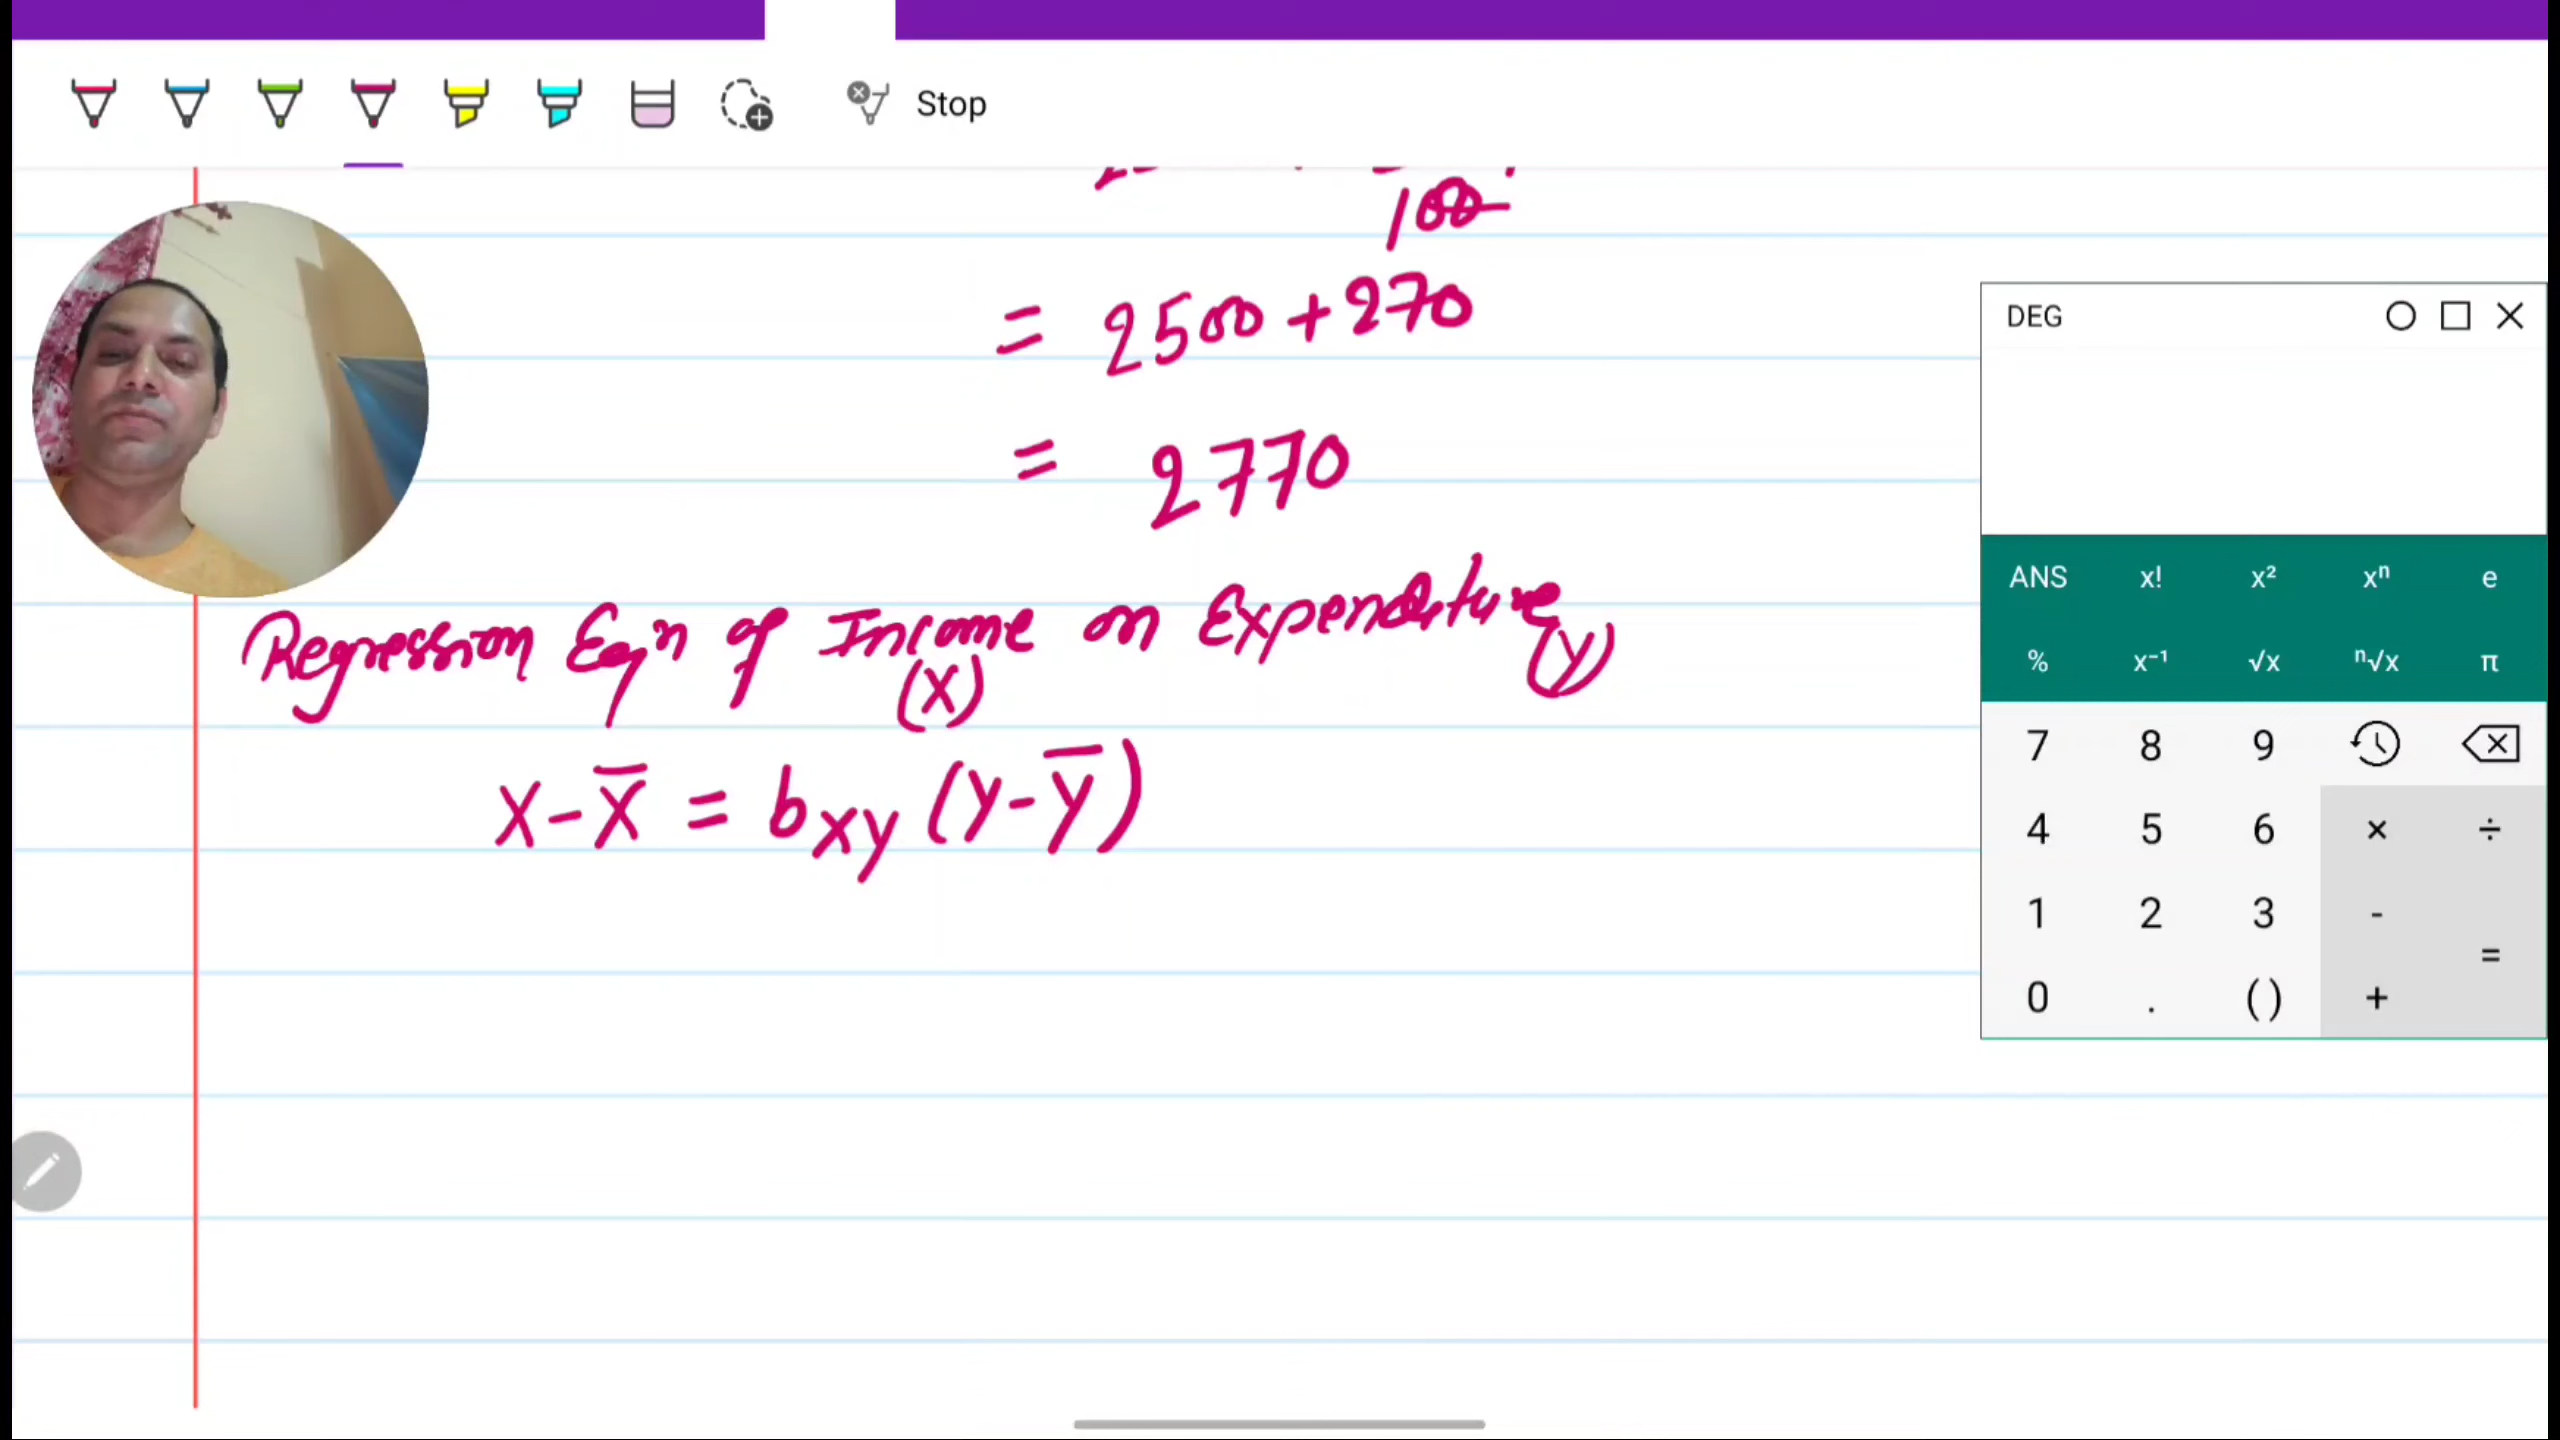 Stop
100
= 2500 + 270
= 2770
Regression Eqn of Income on Expenditure
(X) (Y)
X - X̅ = bxy (Y - Y̅)
DEG
ANS x! x² xⁿ e
% x⁻¹ √x ⁿ√x π
7 8 9
4 5 6 × ÷
1 2 3 - =
0 . ( ) +